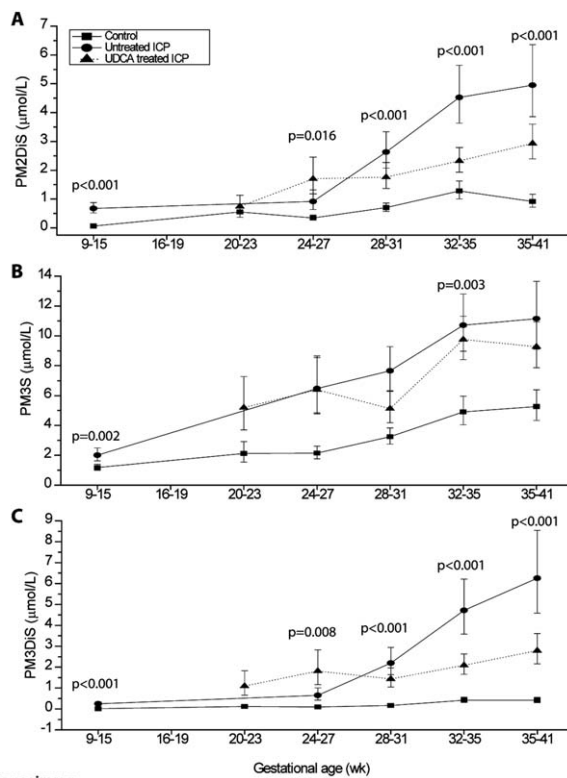 A
Control
Untreated ICP
UDCA treated ICP
p<0.001
p=0.016
p<0.001
p<0.001
p<0.001
PM2DiS (μmol/L)
7
6
5
4
3
2
1
0
9-15 16-19 20-23 24-27 28-31 32-35 35-41
B
p=0.002
p=0.003
PM3S (μmol/L)
14
12
10
8
6
4
2
0
9-15 16-19 20-23 24-27 28-31 32-35 35-41
C
p<0.001
p=0.008
p<0.001
p<0.001
p<0.001
PM3DiS (μmol/L)
9
8
7
6
5
4
3
2
1
0
-1
9-15 16-19 20-23 24-27 28-31 32-35 35-41
Gestational age (wk)